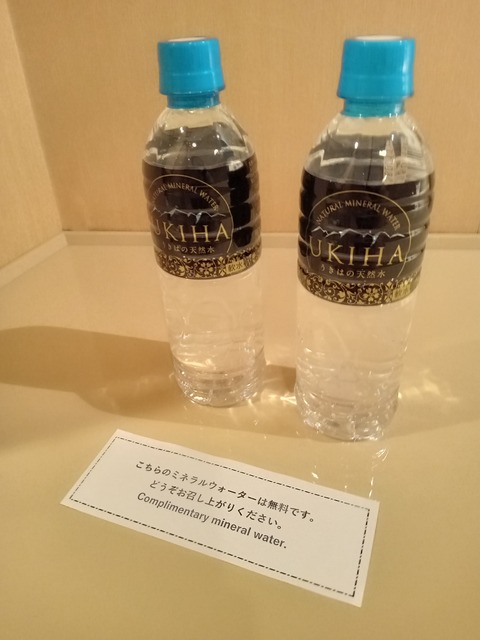 NATURAL MINERAL WATER
UKIHA
うきはの天然水
NATURAL MINERAL WATER
UKIHA
うきはの天然水
こちらのミネラルウォーターは無料です。
どうぞお召し上がりください。
Complimentary mineral water.